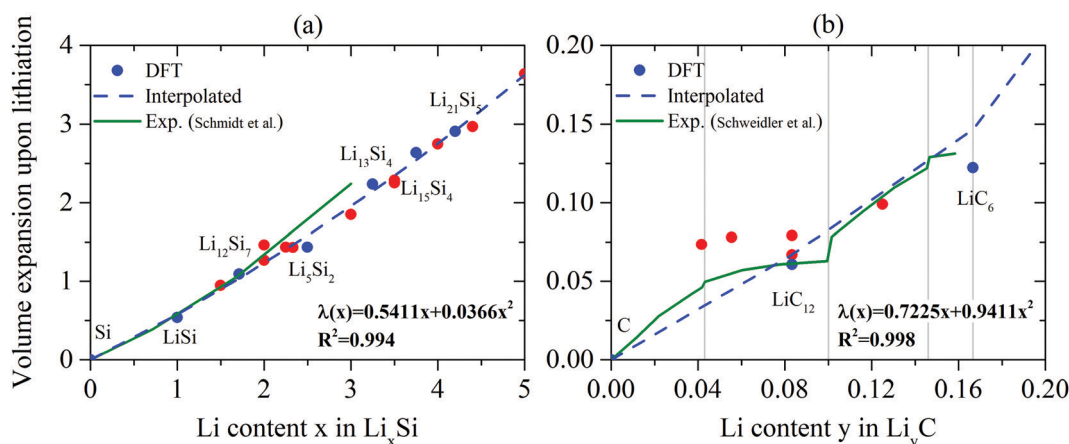 (a)
(b)
Volume expansion upon lithiation
4
3
2
1
0
DFT
Interpolated
Exp. (Schmidt et al.)
Li₂₁Si₅
Li₁₃Si₄
Li₁₅Si₄
Li₁₂Si₇
Li₅Si₂
Si
LiSi
λ(x)=0.5411x+0.0366x²
R²=0.994
0 1 2 3 4 5
Li content x in LiₓSi
0.20
0.15
0.10
0.05
0.00
DFT
Interpolated
Exp. (Schweidler et al.)
LiC₆
LiC₁₂
C
λ(x)=0.7225x+0.9411x²
R²=0.998
0.00 0.04 0.08 0.12 0.16 0.20
Li content y in LiᵧC